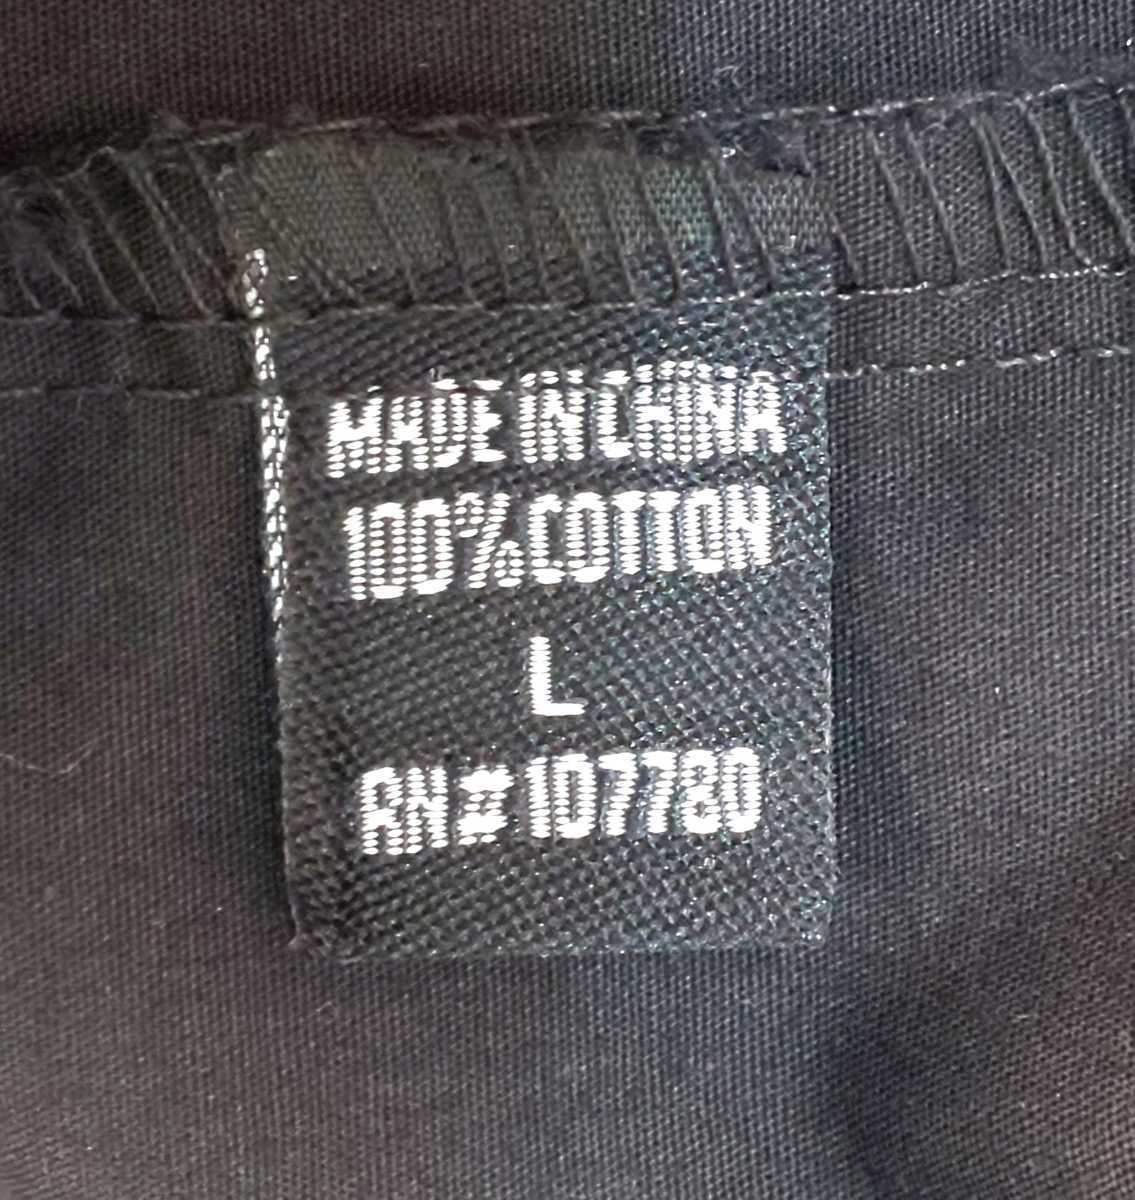 MADE IN CHINA
100% COTTON
L
RN# 107780